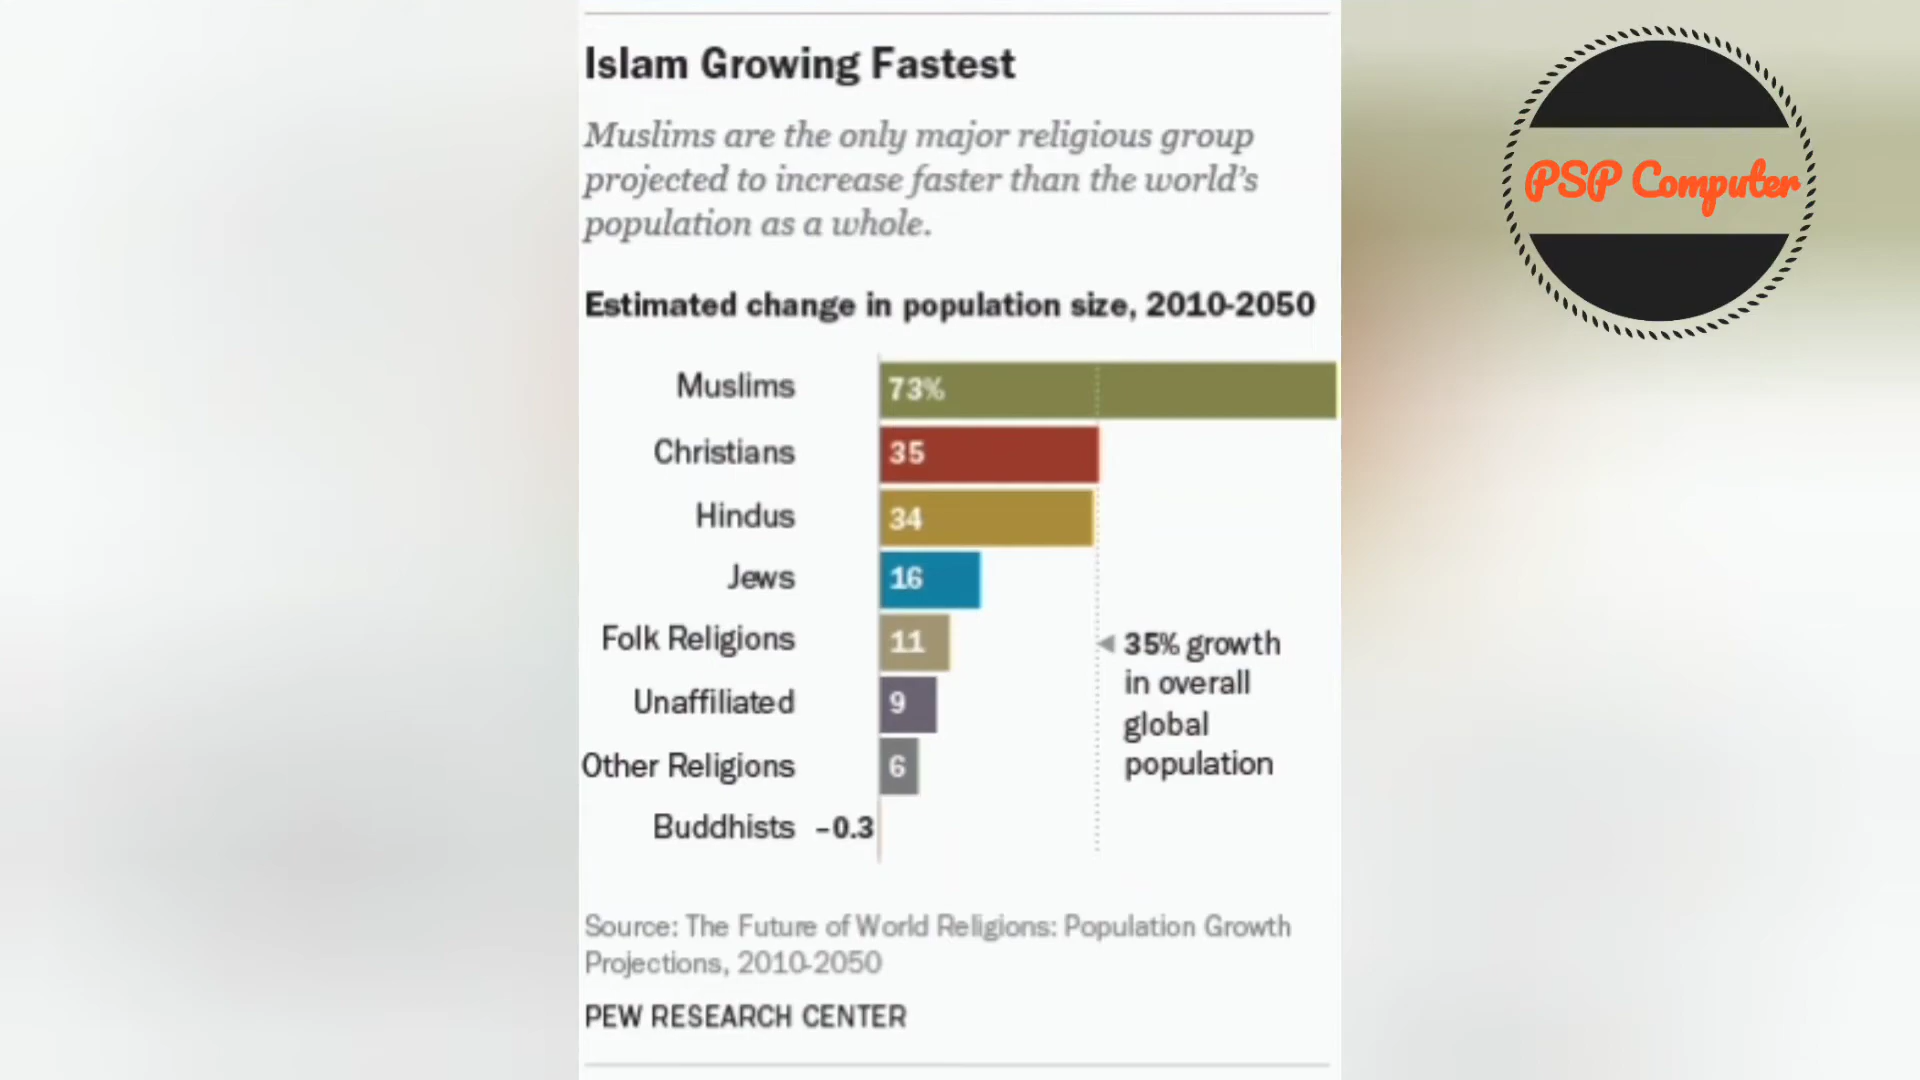 Islam Growing Fastest
Muslims are the only major religious group
projected to increase faster than the world's
population as a whole.
Estimated change in population size, 2010-2050
Muslims 73%
Christians 35
Hindus 34
Jews 16
Folk Religions 11
Unaffiliated 9
Other Religions 6
Buddhists -0.3
35% growth
in overall
global
population
Source: The Future of World Religions: Population Growth
Projections, 2010-2050
PEW RESEARCH CENTER
PSP Computer